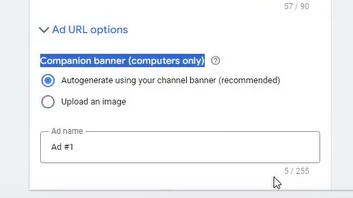 57 / 90
Ad URL options
Companion banner (computers only)
Autogenerate using your channel banner (recommended)
Upload an image
Ad name
Ad #1
5 / 255